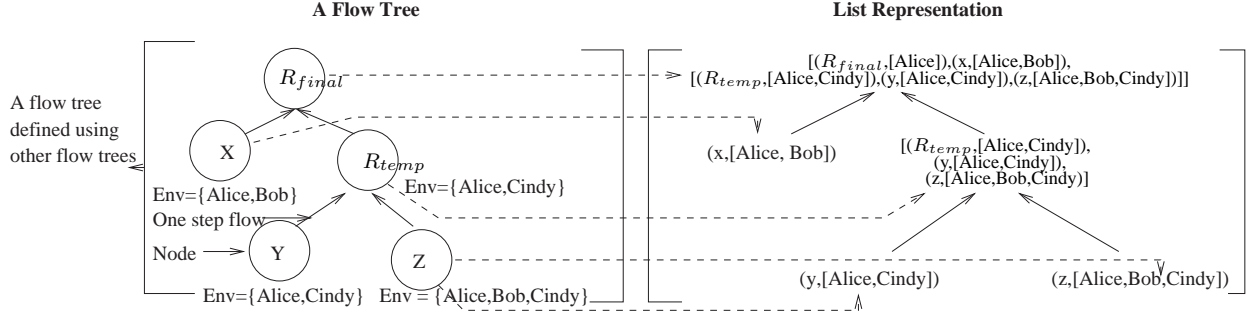 A Flow Tree
List Representation
A flow tree
defined using
other flow trees
R_final
X
R_temp
Env={Alice,Bob}
Env={Alice,Cindy}
One step flow
Node
Y
Z
Env={Alice,Cindy}
Env = {Alice,Bob,Cindy}
[(R_final,[Alice]),(x,[Alice,Bob),
[(R_temp,[Alice,Cindy]),(y,[Alice,Cindy]),(z,[Alice,Bob,Cindy])]]
(x,[Alice, Bob])
[(R_temp,[Alice,Cindy]),
(y,[Alice,Cindy]),
(z,[Alice,Bob,Cindy)]
(y,[Alice,Cindy])
(z,[Alice,Bob,Cindy])